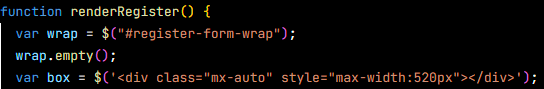 function renderRegister() {
var wrap = $("#register-form-wrap");
wrap.empty();
var box = $('<div class="mx-auto" style="max-width:520px"></div>');